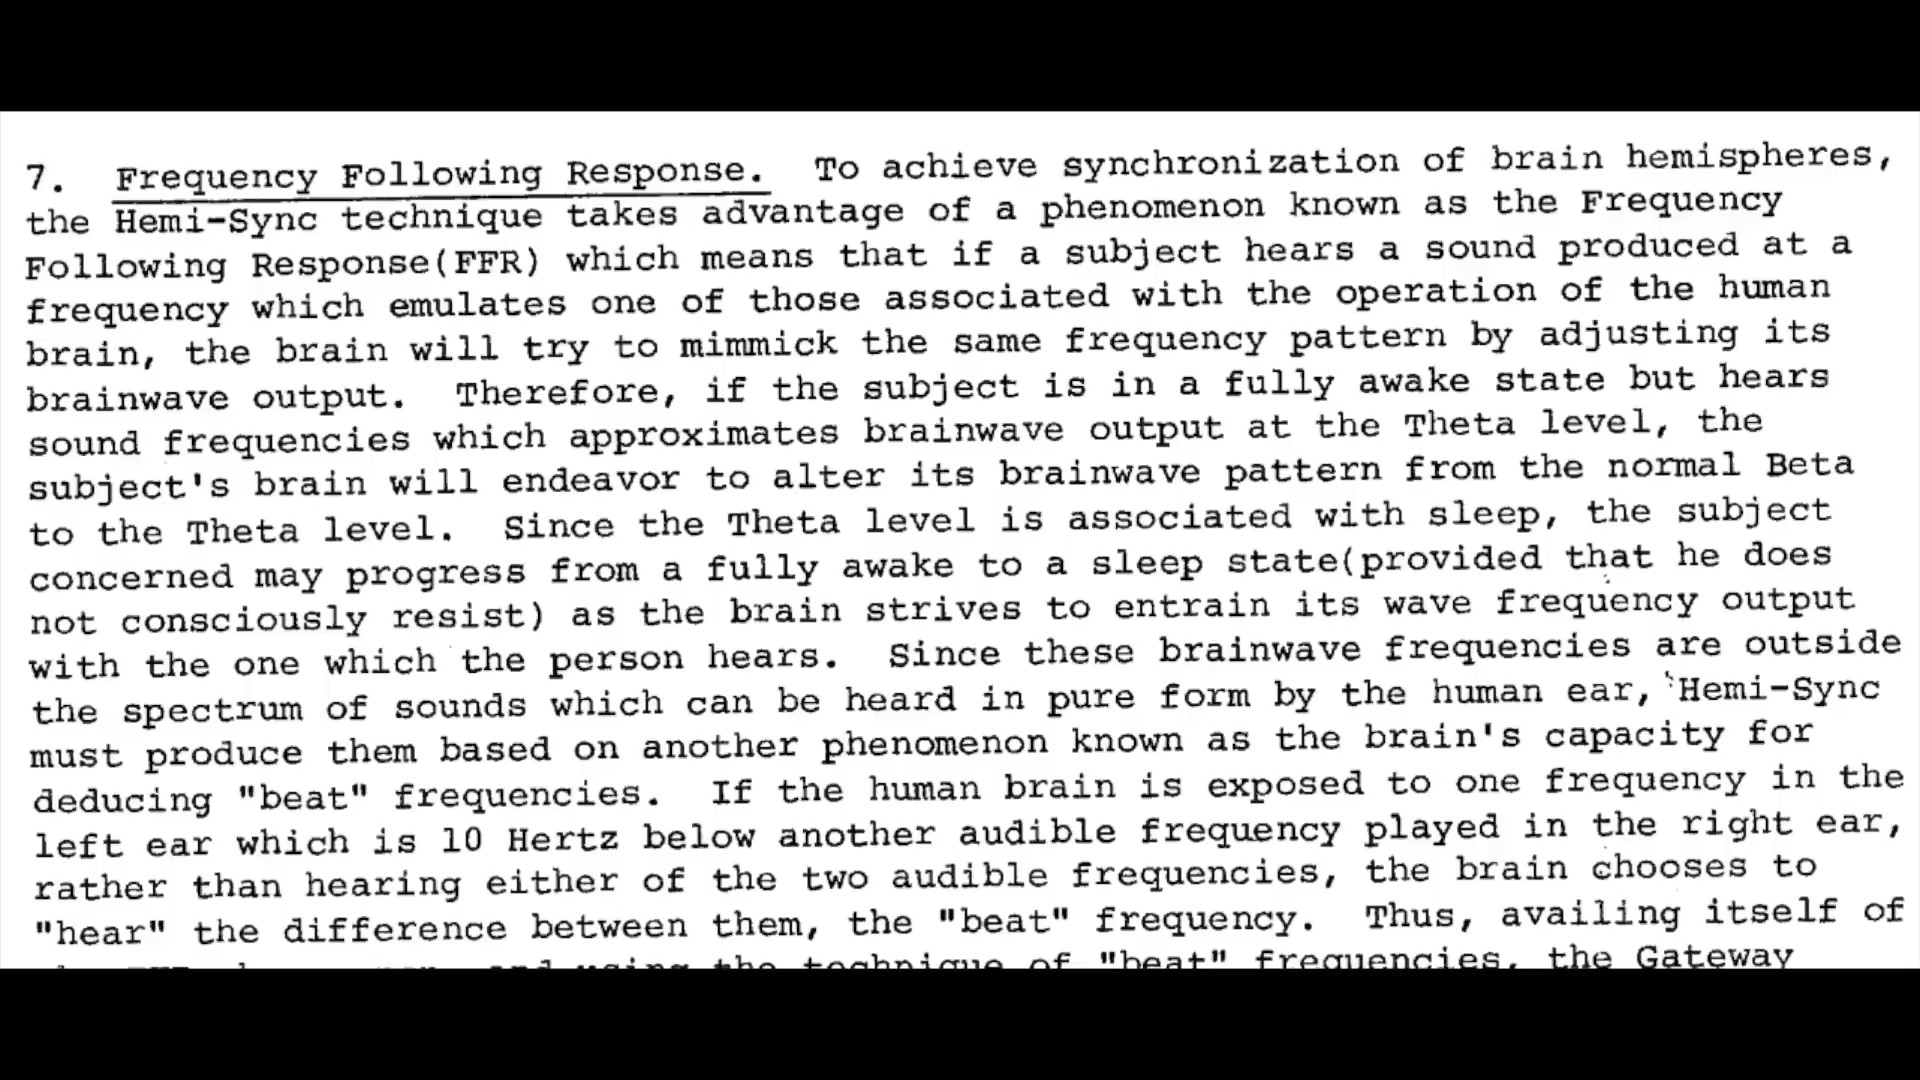 7. Frequency Following Response. To achieve synchronization of brain hemispheres,
the Hemi-Sync technique takes advantage of a phenomenon known as the Frequency
Following Response(FFR) which means that if a subject hears a sound produced at a
frequency which emulates one of those associated with the operation of the human
brain, the brain will try to mimmick the same frequency pattern by adjusting its
brainwave output. Therefore, if the subject is in a fully awake state but hears
sound frequencies which approximates brainwave output at the Theta level, the
subject's brain will endeavor to alter its brainwave pattern from the normal Beta
to the Theta level. Since the Theta level is associated with sleep, the subject
concerned may progress from a fully awake to a sleep state(provided that he does
not consciously resist) as the brain strives to entrain its wave frequency output
with the one which the person hears. Since these brainwave frequencies are outside
the spectrum of sounds which can be heard in pure form by the human ear, Hemi-Sync
must produce them based on another phenomenon known as the brain's capacity for
deducing "beat" frequencies. If the human brain is exposed to one frequency in the
left ear which is 10 Hertz below another audible frequency played in the right ear,
rather than hearing either of the two audible frequencies, the brain chooses to
"hear" the difference between them, the "beat" frequency. Thus, availing itself of
and using the technique of "beat" frequencies, the Gateway